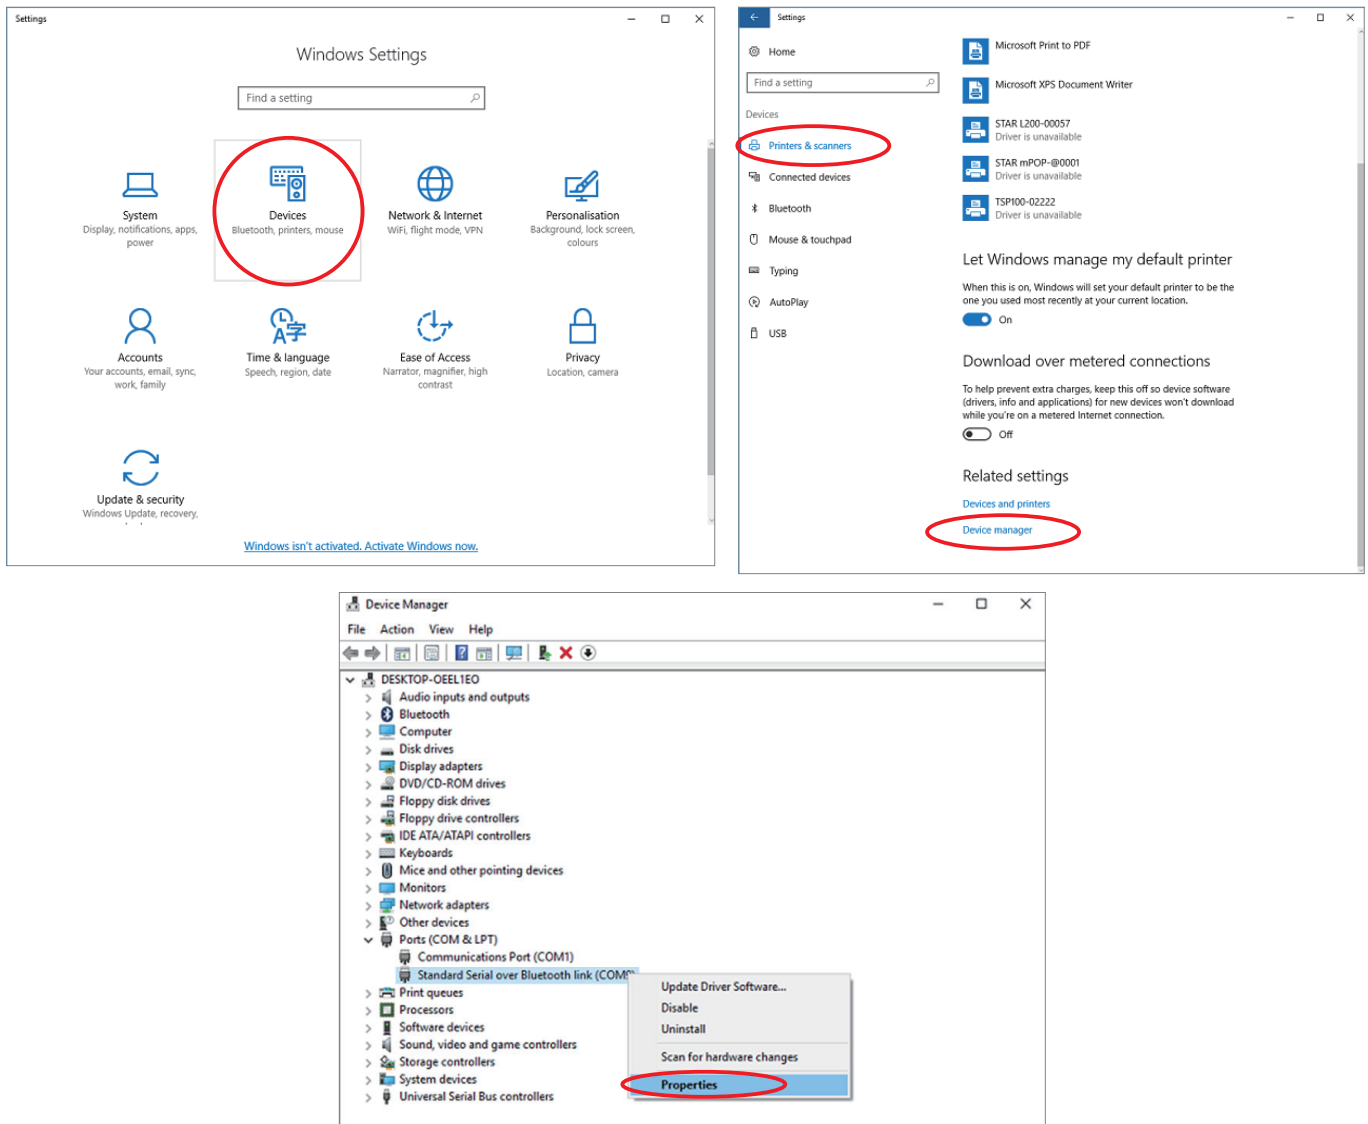 Settings
Windows Settings
Find a setting
System
Display, notifications, apps,
power
Devices
Bluetooth, printers, mouse
Network & Internet
WiFi, flight mode, VPN
Personalisation
Background, lock screen,
colours
Accounts
Your accounts, email, sync,
work, family
Time & language
Speech, region, date
Ease of Access
Narrator, magnifier, high
contrast
Privacy
Location, camera
Update & security
Windows Update, recovery,
Windows isn't activated. Activate Windows now.
Settings
Home
Find a setting
Devices
Printers & scanners
Connected devices
Bluetooth
Mouse & touchpad
Typing
AutoPlay
USB
Microsoft Print to PDF
Microsoft XPS Document Writer
STAR L200-00057
Driver is unavailable
STAR mPOP-@0001
Driver is unavailable
TSP100-02222
Driver is unavailable
Let Windows manage my default printer
When this is on, Windows will set your default printer to be the
one you used most recently at your current location.
On
Download over metered connections
To help prevent extra charges, keep this off so device software
(drivers, info and applications) for new devices won't download
while you're on a metered Internet connection.
Off
Related settings
Devices and printers
Device manager
Device Manager
File Action View Help
DESKTOP-OEEL1EO
Audio inputs and outputs
Bluetooth
Computer
Disk drives
Display adapters
DVD/CD-ROM drives
Floppy disk drives
Floppy drive controllers
IDE ATA/ATAPI controllers
Keyboards
Mice and other pointing devices
Monitors
Network adapters
Other devices
Ports (COM & LPT)
Communications Port (COM1)
Standard Serial over Bluetooth link
Print queues
Processors
Software devices
Sound, video and game controllers
Storage controllers
System devices
Universal Serial Bus controllers
Update Driver Software...
Disable
Uninstall
Scan for hardware changes
Properties